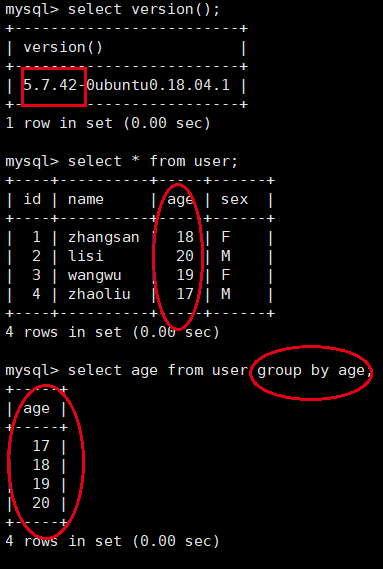 mysql> select version();
+-------------------------+
| version()               |
+-------------------------+
| 5.7.42-0ubuntu0.18.04.1 |
+-------------------------+
1 row in set (0.00 sec)
mysql> select * from user;
+----+----------+-----+------+
| id | name     | age | sex  |
+----+----------+-----+------+
|  1 | zhangsan |  18 | F    |
|  2 | lisi     |  20 | M    |
|  3 | wangwu   |  19 | F    |
|  4 | zhaoliu  |  17 | M    |
+----+----------+-----+------+
4 rows in set (0.00 sec)
mysql> select age from user group by age;
+-----+
| age |
+-----+
|  17 |
|  18 |
|  19 |
|  20 |
+-----+
4 rows in set (0.00 sec)